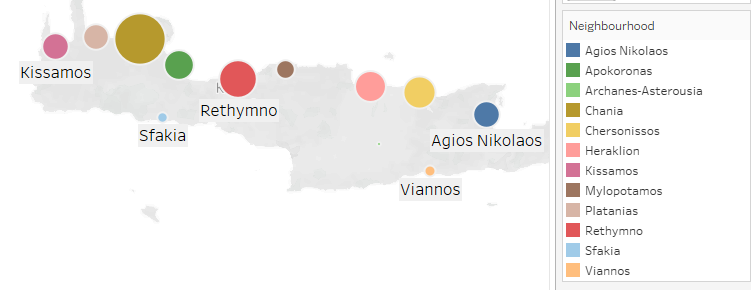 Kissamos
Rethymno
Sfakia
Agios Nikolaos
Viannos
Neighbourhood
Agios Nikolaos
Apokoronas
Archanes-Asterousia
Chania
Chersonissos
Heraklion
Kissamos
Mylopotamos
Platanias
Rethymno
Sfakia
Viannos